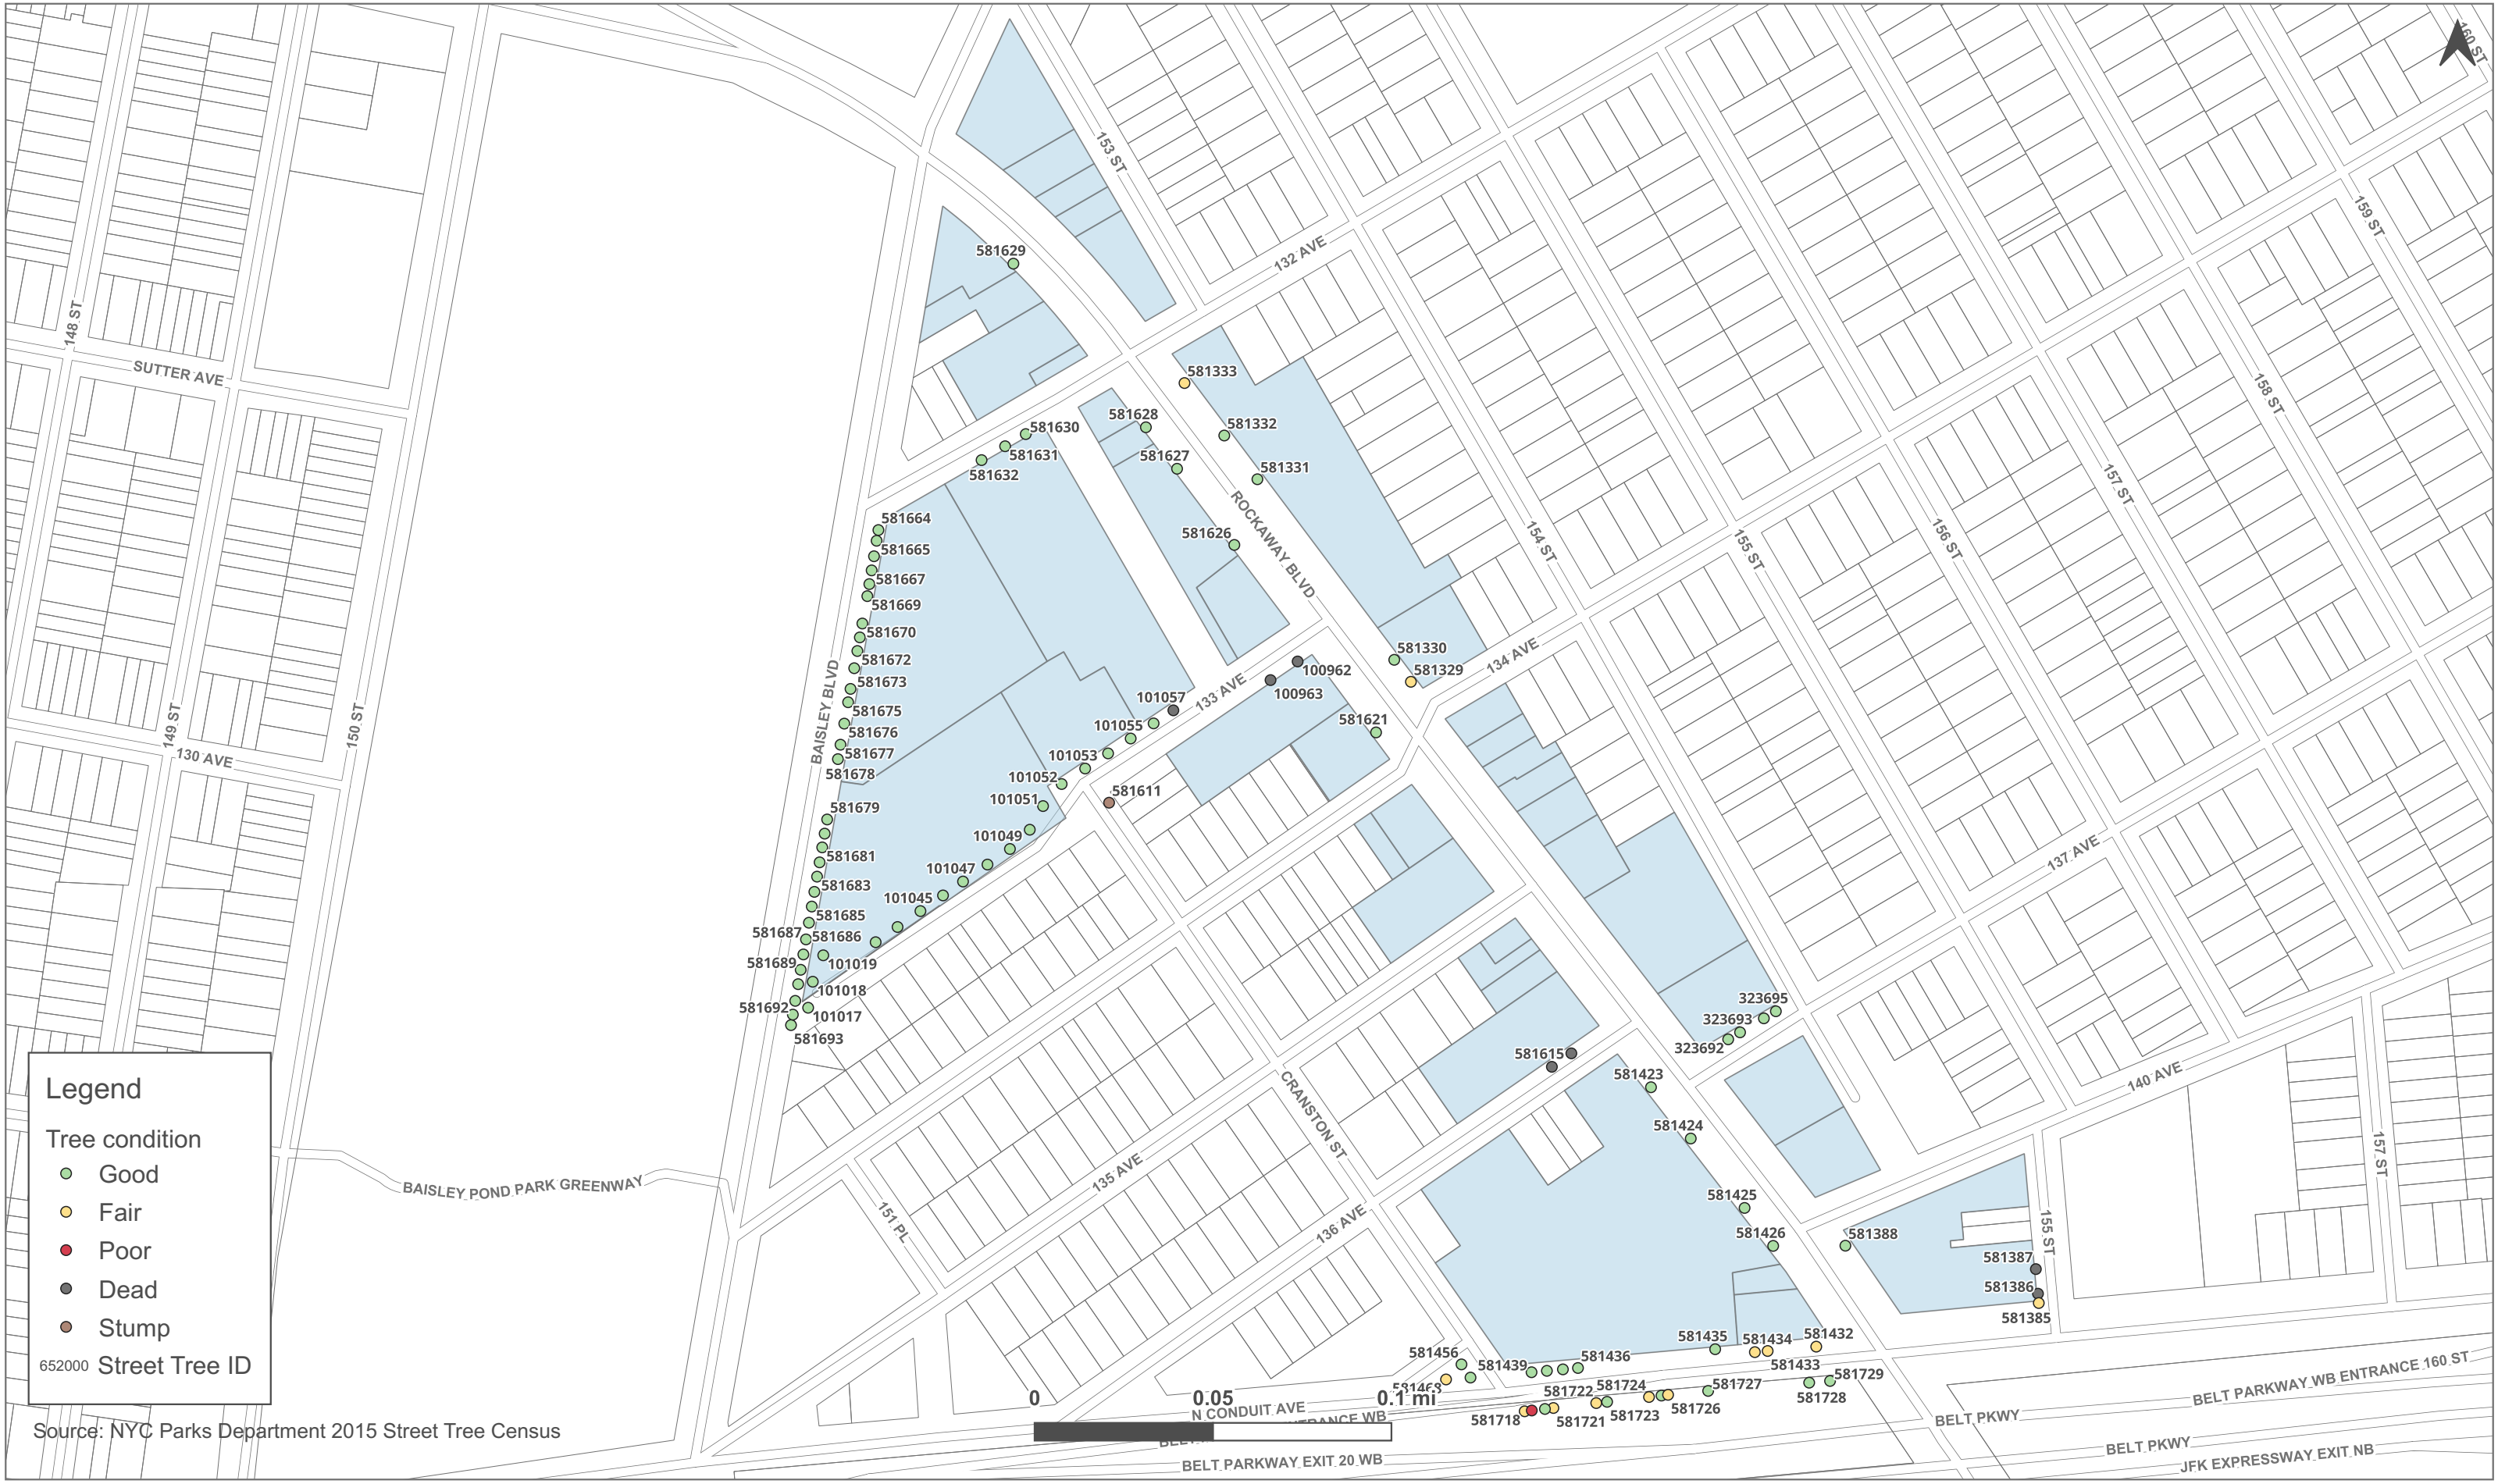 160 ST
153 ST
159 ST
132 AVE
581629
148 ST
SUTTER AVE
581333
158 ST
581628
581332
581630
581631
581627
581331
581632
157 ST
ROCKAWAY BLVD
581664
581626
154 ST
155 ST
156 ST
581665
581667
581669
581670
581330
134 AVE
581672
581329
100962
BAISLEY BLVD
581673
133 AVE
100963
101057
149 ST
150 ST
581675
101055
581621
581676
130 AVE
581677
101053
581678
101052
101051
581611
581679
101049
137 AVE
581681
101047
581683
101045
581685
581687
581686
581689
101019
101018
323695
581692
101017
323693
581693
323692
581615
581423
140 AVE
CRANSTON ST
581424
157 ST
135 AVE
BAISLEY POND PARK GREENWAY
581425
151 PL
136 AVE
581426
581388
155 ST
581387
581386
581385
581435
581434
581432
581456
581439
581436
581433
581468
581727
581729
581728
581722
581724
581718
581721
581723
581726
Legend
Tree condition
Good
Fair
Poor
Dead
Stump
652000 Street Tree ID
0 0.05 0.1 mi
N CONDUIT AVE
BELT PARKWAY WB ENTRANCE 160 ST
BELT PKWY
BELT PKWY
BELT PARKWAY EXIT 20 WB
JFK EXPRESSWAY EXIT NB
Source: NYC Parks Department 2015 Street Tree Census